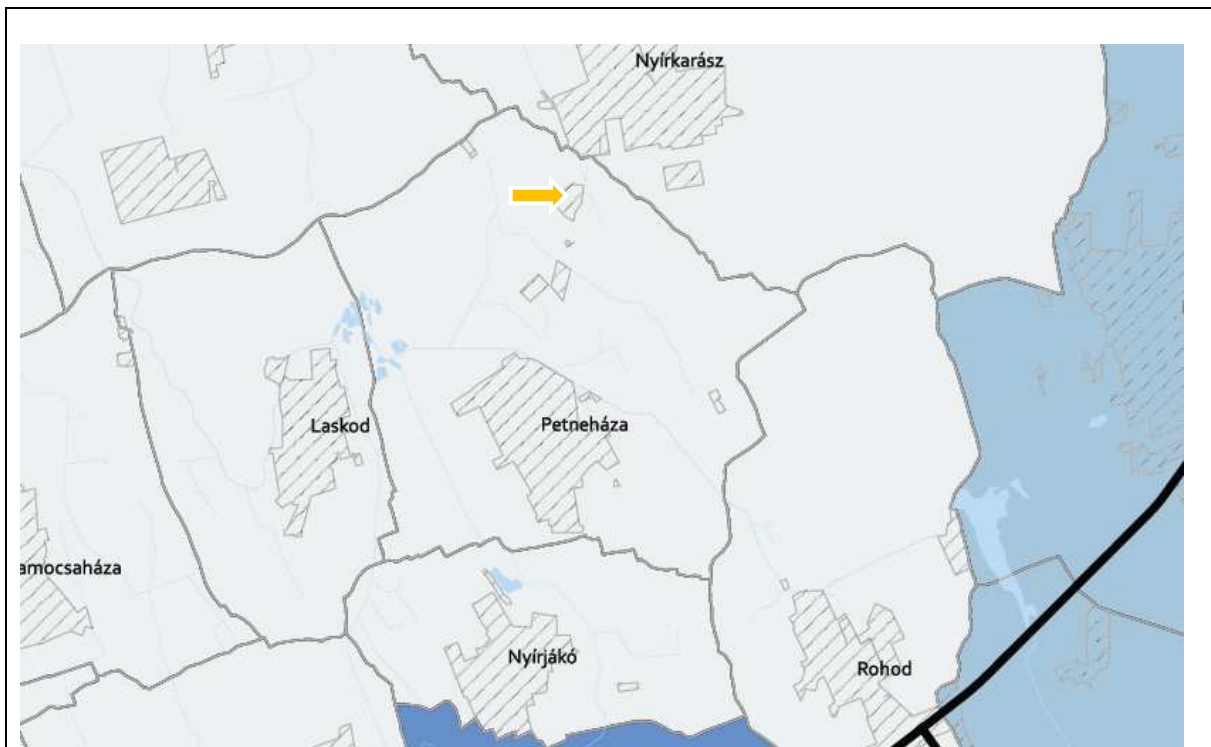 Nyírkarász
Laskod
Petneháza
amocsaháza
Nyírjákó
Rohod